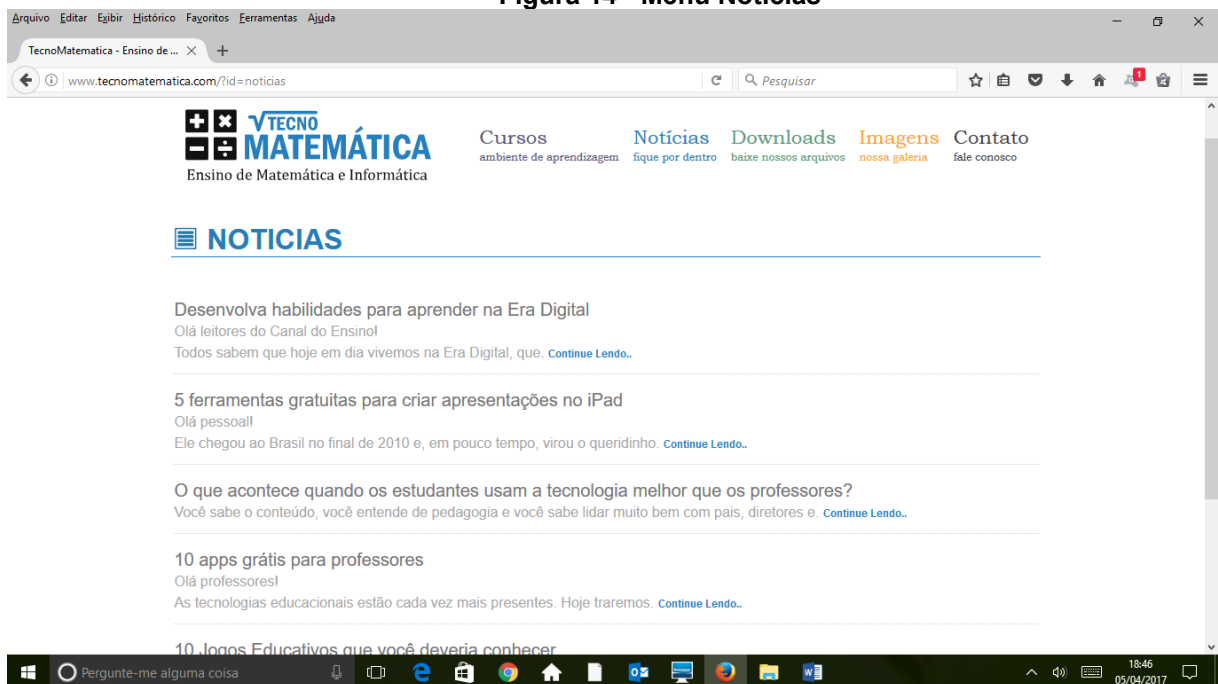 Figura 14 - Menu Notícias
Arquivo Editar Exibir Histórico Favoritos Ferramentas Ajuda
TecnoMatematica - Ensino de ...
www.tecnomatematica.com/?id=noticias
Pesquisar
1
√TECNO
MATEMÁTICA
Ensino de Matemática e Informática
Cursos
ambiente de aprendizagem
Notícias
fique por dentro
Downloads
baixe nossos arquivos
Imagens
nossa galeria
Contato
fale conosco
NOTICIAS
Desenvolva habilidades para aprender na Era Digital
Olá leitores do Canal do Ensino!
Todos sabem que hoje em dia vivemos na Era Digital, que. Continue Lendo..
5 ferramentas gratuitas para criar apresentações no iPad
Olá pessoal!
Ele chegou ao Brasil no final de 2010 e, em pouco tempo, virou o queridinho. Continue Lendo..
O que acontece quando os estudantes usam a tecnologia melhor que os professores?
Você sabe o conteúdo, você entende de pedagogia e você sabe lidar muito bem com pais, diretores e. Continue Lendo..
10 apps grátis para professores
Olá professores!
As tecnologias educacionais estão cada vez mais presentes. Hoje traremos. Continue Lendo..
10 Jogos Educativos que você deveria conhecer
Pergunte-me alguma coisa
18:46
05/04/2017